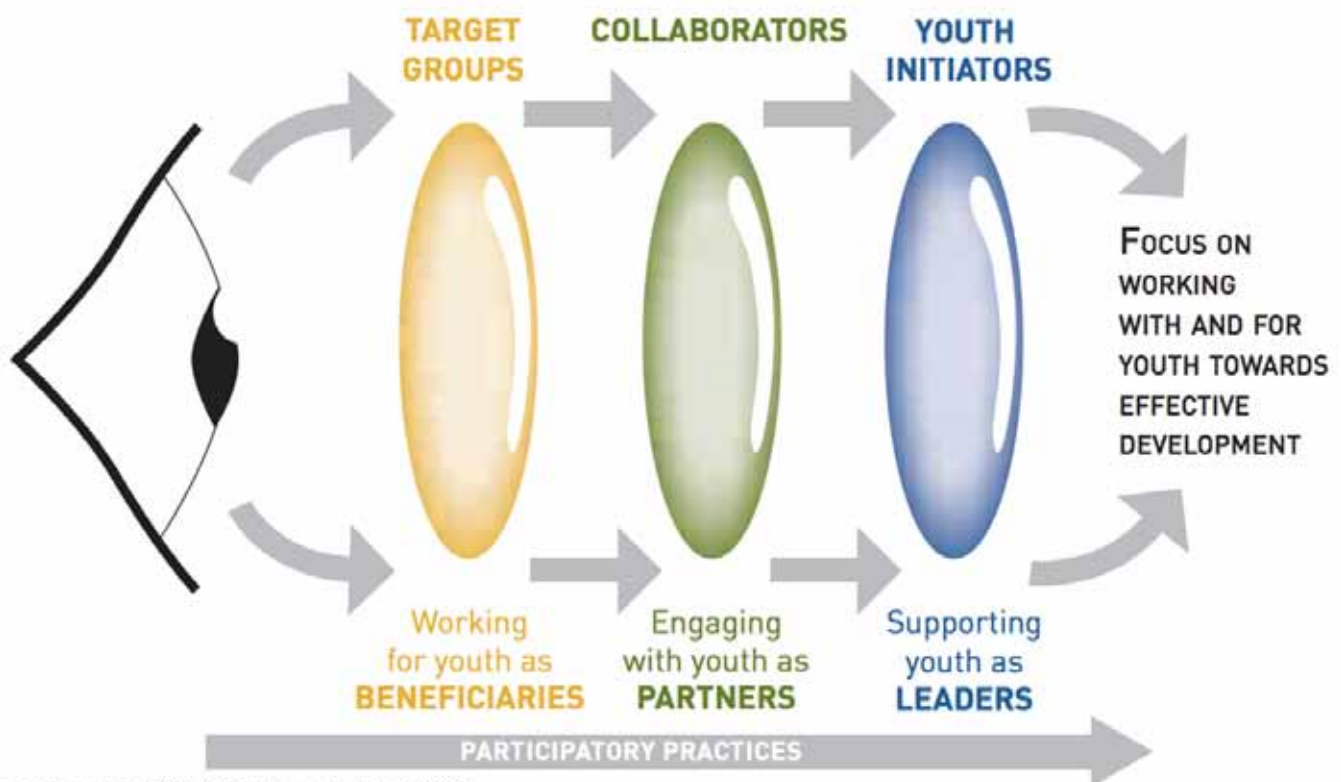 TARGET
GROUPS
COLLABORATORS
YOUTH
INITIATORS
FOCUS ON
WORKING
WITH AND FOR
YOUTH TOWARDS
EFFECTIVE
DEVELOPMENT
Working
for youth as
BENEFICIARIES
Engaging
with youth as
PARTNERS
Supporting
youth as
LEADERS
PARTICIPATORY PRACTICES